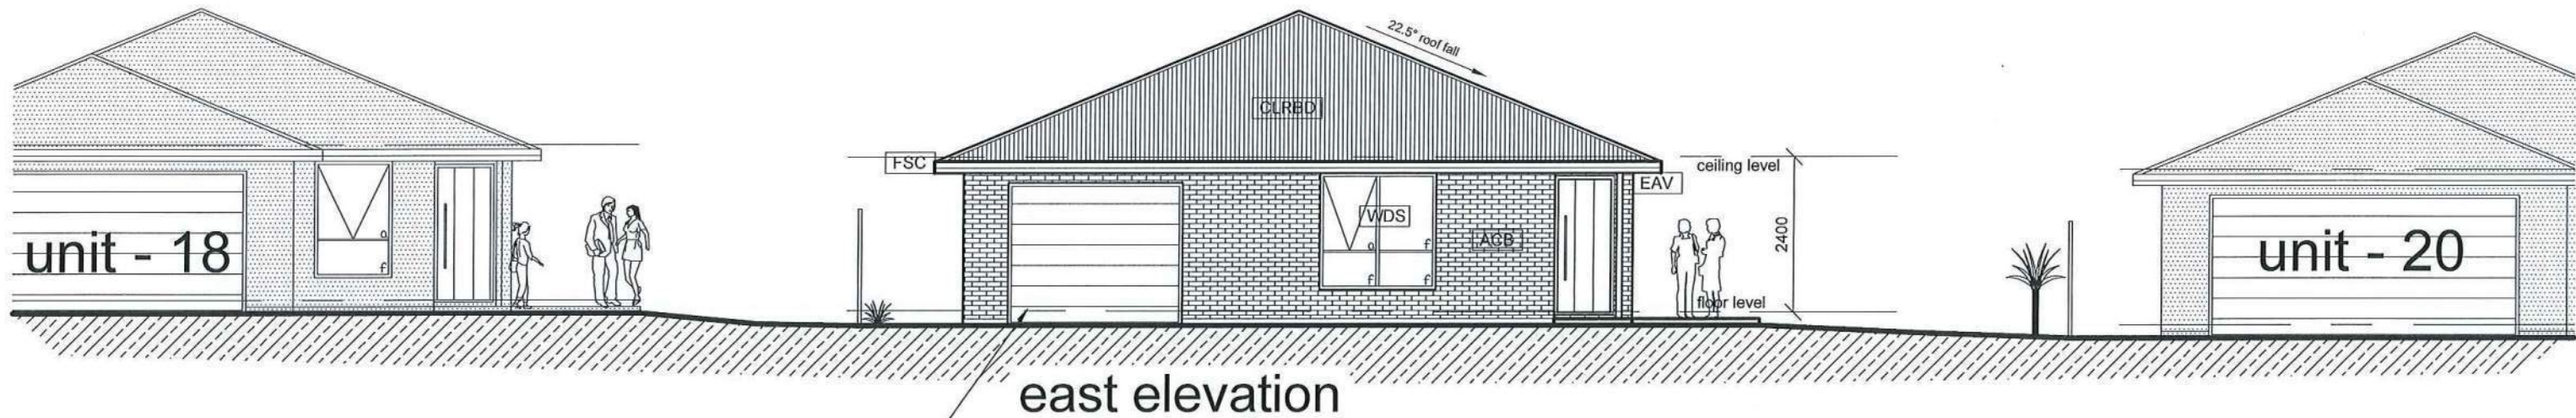 22.5° roof fall
CLRBD
FSC
ceiling level
EAV
WDS
ACB
2400
unit - 18
unit - 20
a
f
a
f
f
f
floor level
east elevation